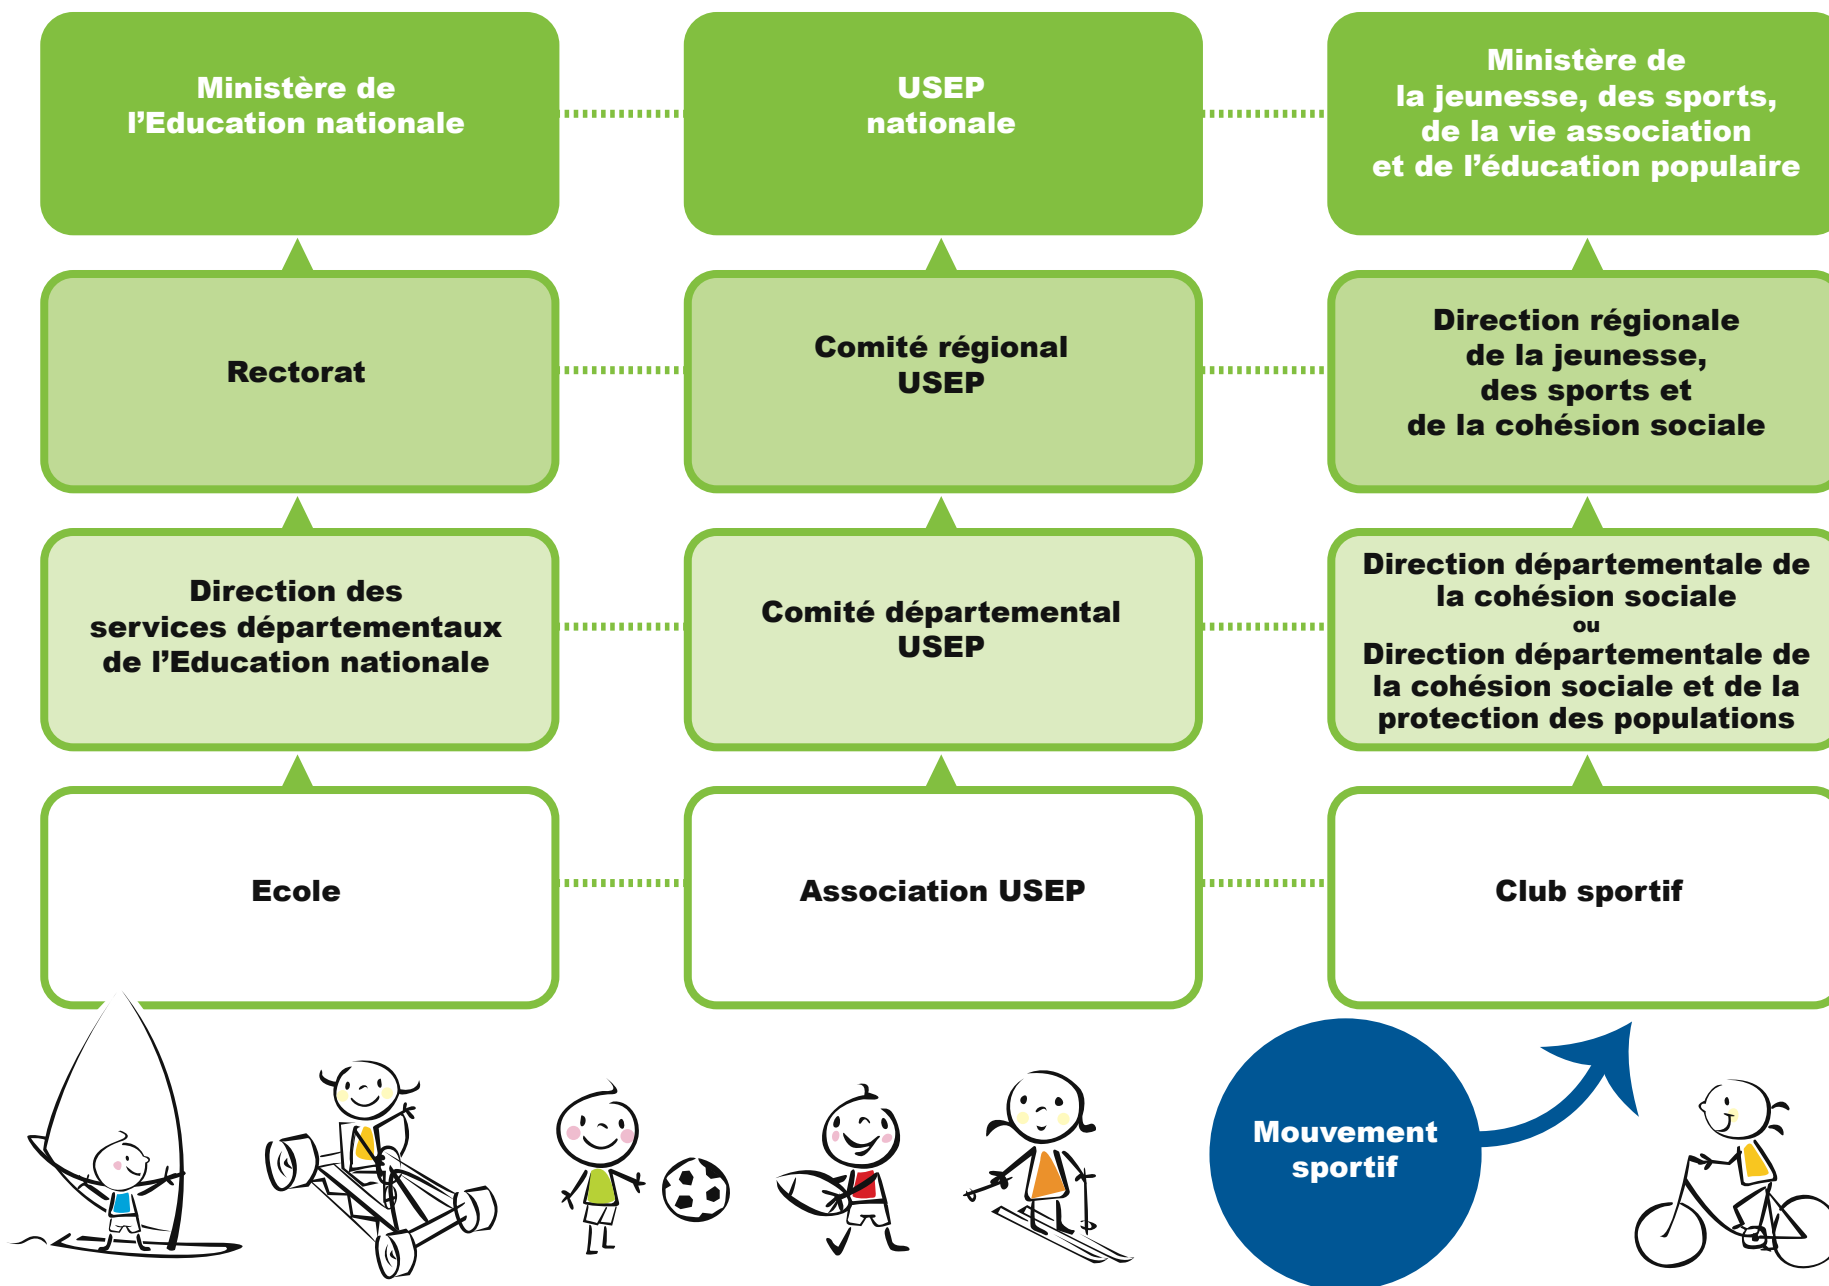 Ministère de
l'Education nationale
USEP
nationale
Ministère de
la jeunesse, des sports,
de la vie association
et de l'éducation populaire
Rectorat
Comité régional
USEP
Direction régionale
de la jeunesse,
des sports et
de la cohésion sociale
Direction des
services départementaux
de l'Education nationale
Comité départemental
USEP
Direction départementale de
la cohésion sociale
ou
Direction départementale de
la cohésion sociale et de la
protection des populations
Ecole
Association USEP
Club sportif
Mouvement
sportif